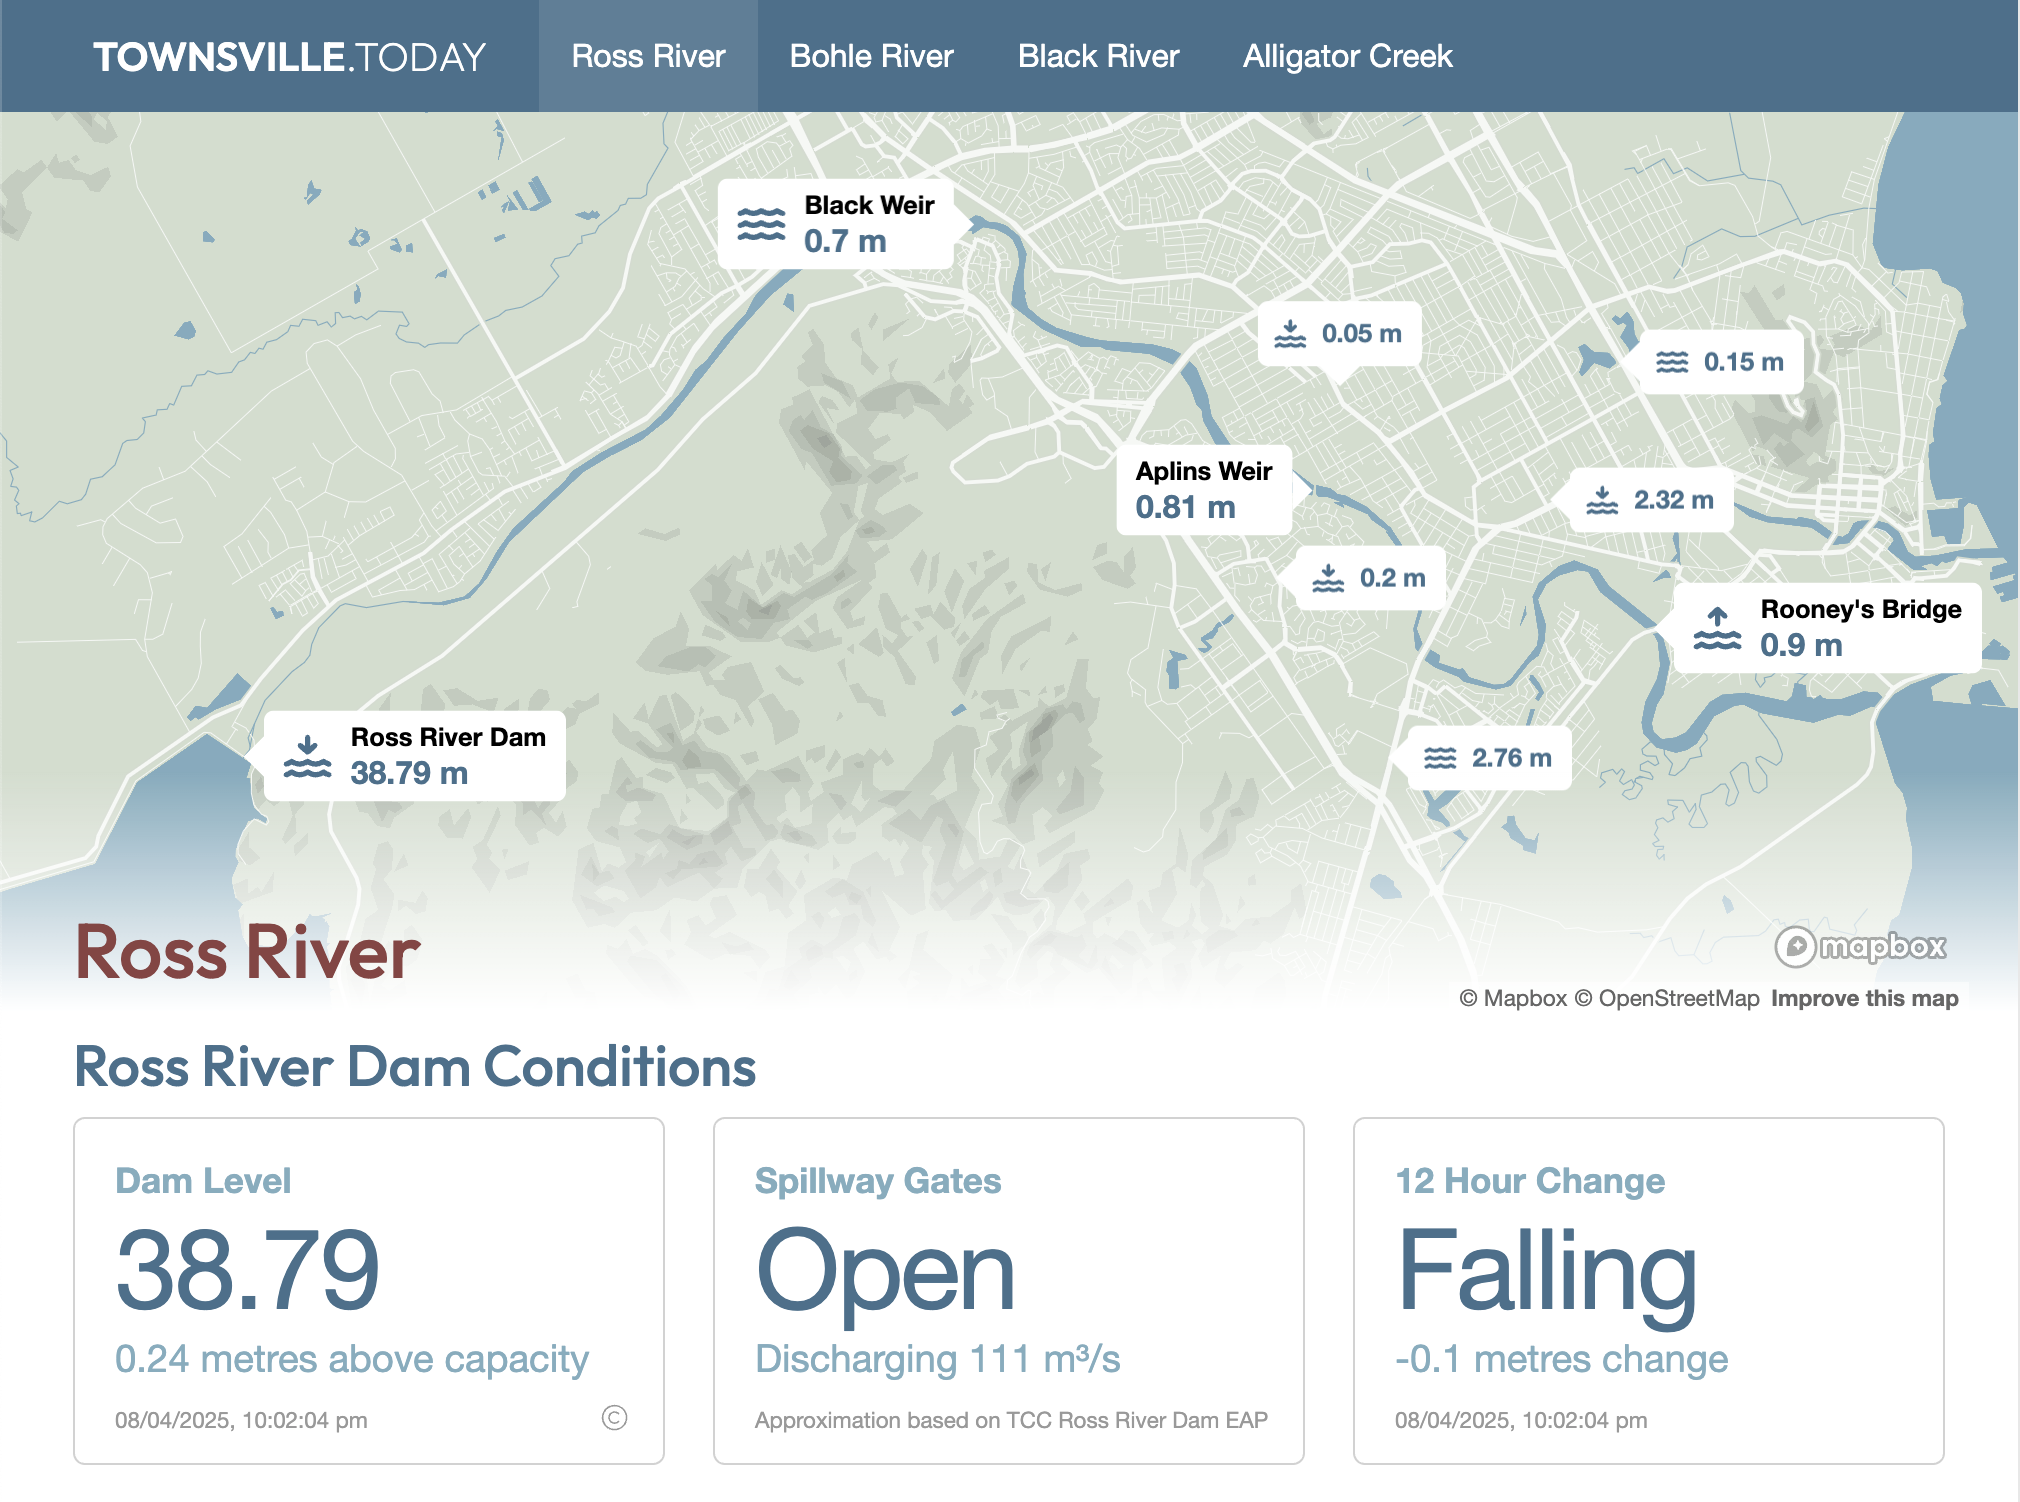 TOWNSVILLE.TODAY Ross River Bohle River Black River Alligator Creek
Black Weir
0.7 m
0.05 m
0.15 m
Aplins Weir
0.81 m
2.32 m
0.2 m
Rooney's Bridge
0.9 m
Ross River Dam
38.79 m
2.76 m
Ross River
mapbox
© Mapbox © OpenStreetMap Improve this map
Ross River Dam Conditions
Dam Level
38.79
0.24 metres above capacity
08/04/2025, 10:02:04 pm ©
Spillway Gates
Open
Discharging 111 m³/s
Approximation based on TCC Ross River Dam EAP
12 Hour Change
Falling
-0.1 metres change
08/04/2025, 10:02:04 pm